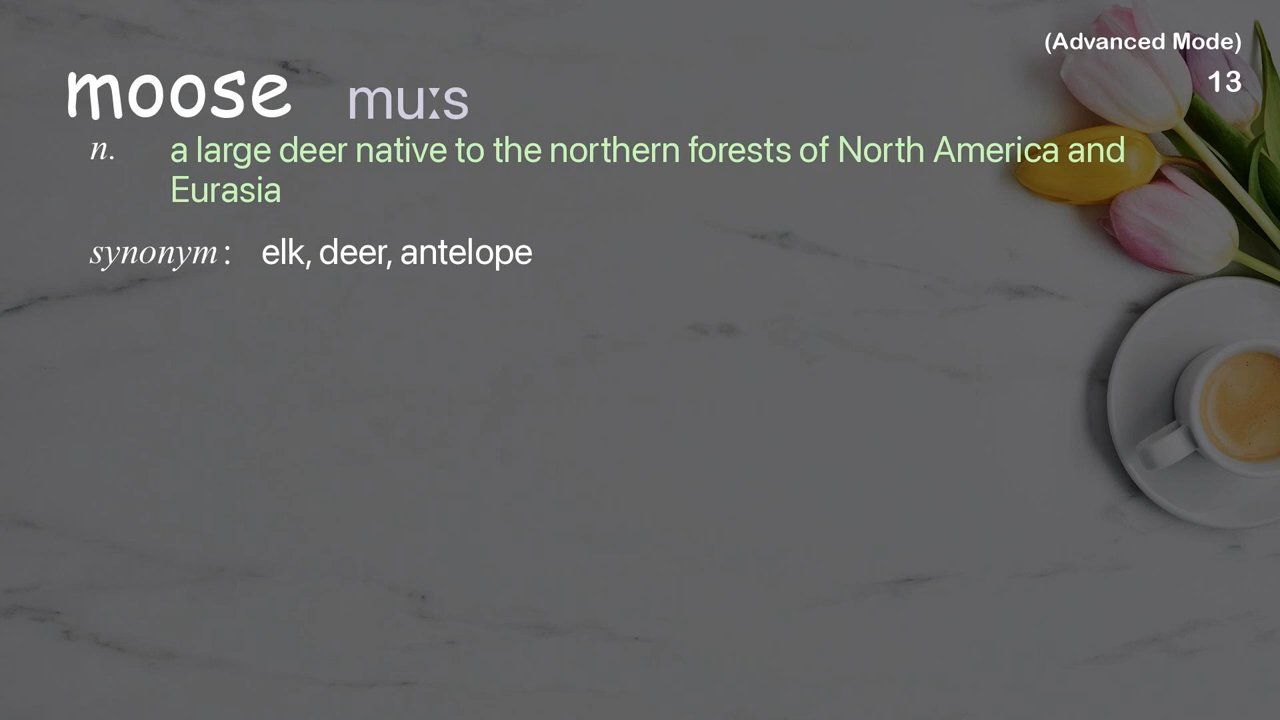 (Advanced Mode)
13
moose mu:s
n. a large deer native to the northern forests of North America and
Eurasia
synonym: elk, deer, antelope